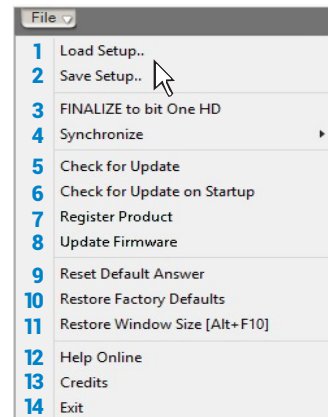 File
1 Load Setup..
2 Save Setup..
3 FINALIZE to bit One HD
4 Synchronize
5 Check for Update
6 Check for Update on Startup
7 Register Product
8 Update Firmware
9 Reset Default Answer
10 Restore Factory Defaults
11 Restore Window Size [Alt+F10]
12 Help Online
13 Credits
14 Exit